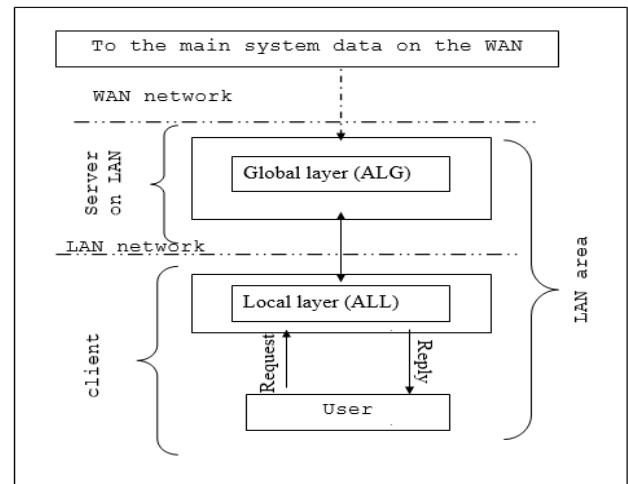 To the main system data on the WAN
WAN network
Server
on LAN
Global layer (ALG)
LAN network
LAN area
Local layer (ALL)
client
Request
Reply
User